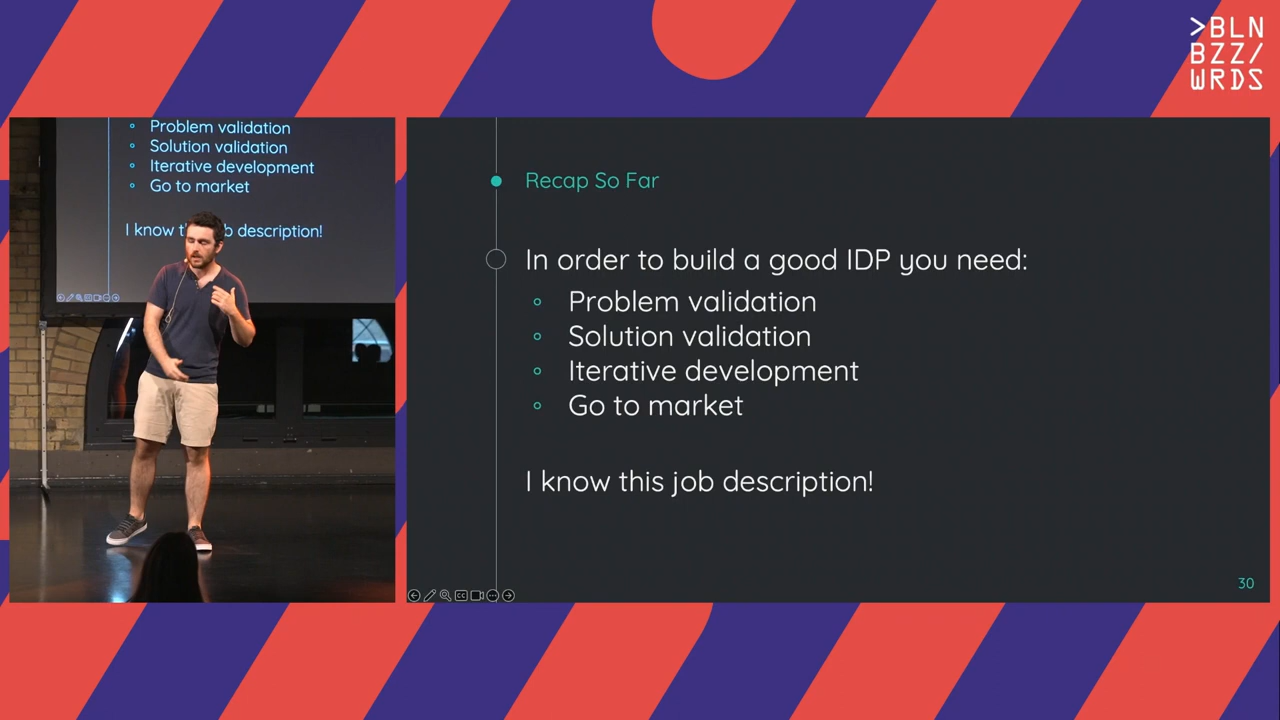 >BLN
BZZ/
WRDS
Problem validation
Solution validation
Iterative development
Go to market
I know th b description!
Recap So Far
In order to build a good IDP you need:
Problem validation
Solution validation
Iterative development
Go to market
I know this job description!
30